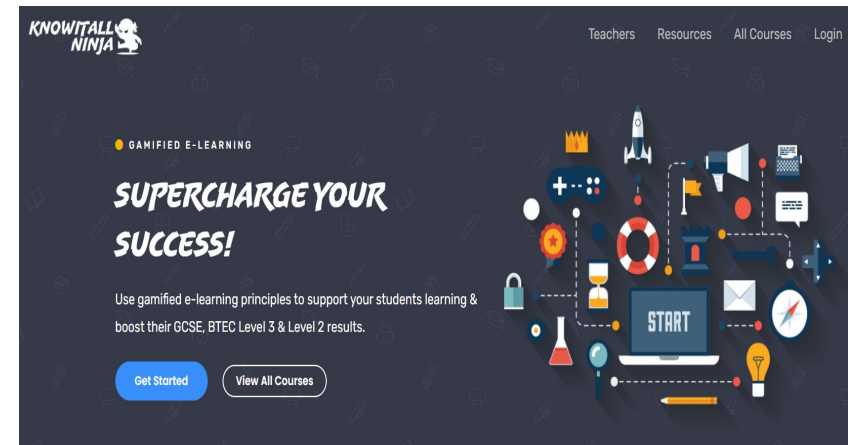 KNOWITALL
NINJA
Teachers Resources All Courses Login
GAMIFIED E-LEARNING
SUPERCHARGE YOUR
SUCCESS!
Use gamified e-learning principles to support your students learning &
boost their GCSE, BTEC Level 3 & Level 2 results.
Get Started View All Courses
START